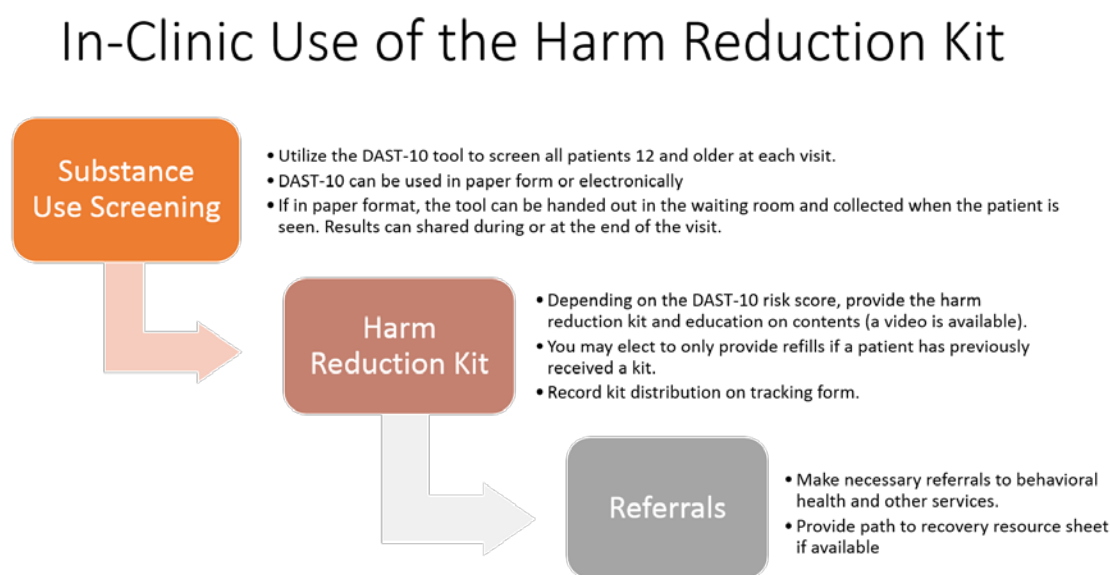 In-Clinic Use of the Harm Reduction Kit
Substance
Use Screening
• Utilize the DAST-10 tool to screen all patients 12 and older at each visit.
• DAST-10 can be used in paper form or electronically
• If in paper format, the tool can be handed out in the waiting room and collected when the patient is
seen. Results can shared during or at the end of the visit.
Harm
Reduction Kit
• Depending on the DAST-10 risk score, provide the harm
reduction kit and education on contents (a video is available).
• You may elect to only provide refills if a patient has previously
received a kit.
• Record kit distribution on tracking form.
Referrals
• Make necessary referrals to behavioral
health and other services.
• Provide path to recovery resource sheet
if available